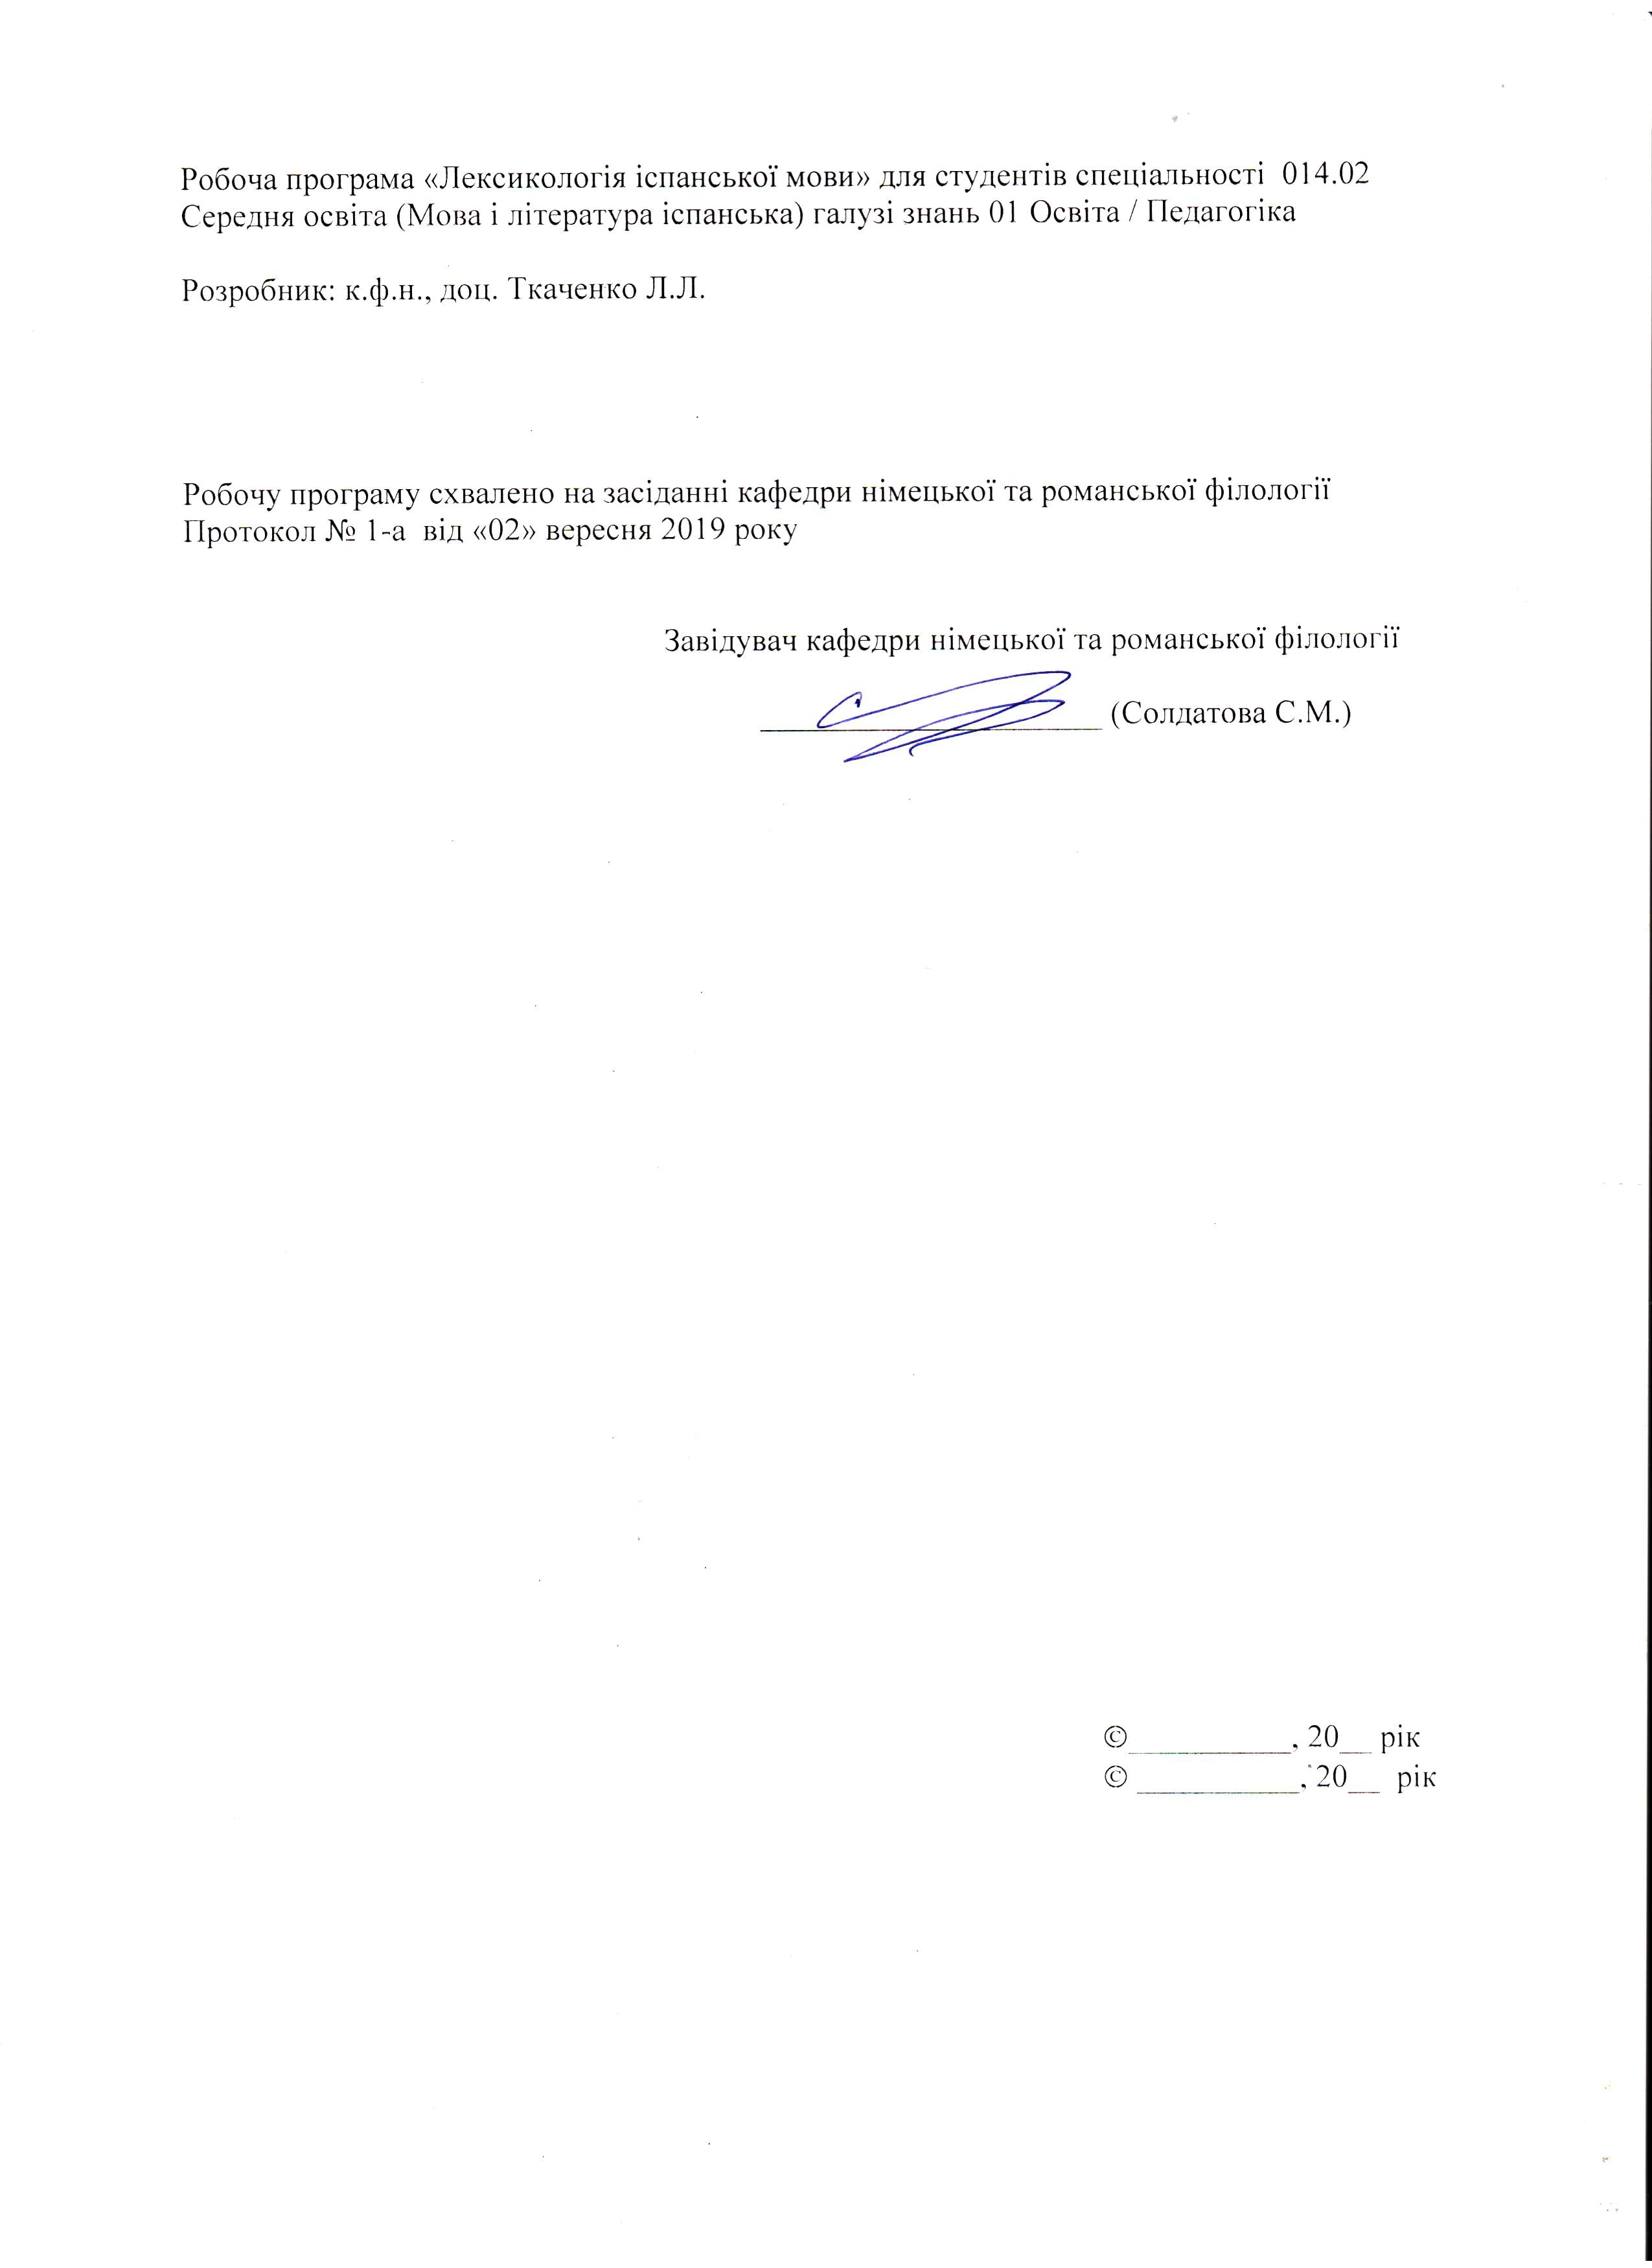 Робоча програма «Лексикологія іспанської мови» для студентів спеціальності 014.02
Середня освіта (Мова і література іспанська) галузі знань 01 Освіта / Педагогіка
Розробник: к.ф.н., доц. Ткаченко Л.Л.
Робочу програму схвалено на засіданні кафедри німецької та романської філології
Протокол № 1-а від «02» вересня 2019 року
Завідувач кафедри німецької та романської філології
_____________________ (Солдатова С.М.)
©__________, 20__ рік
© __________, 20__ рік